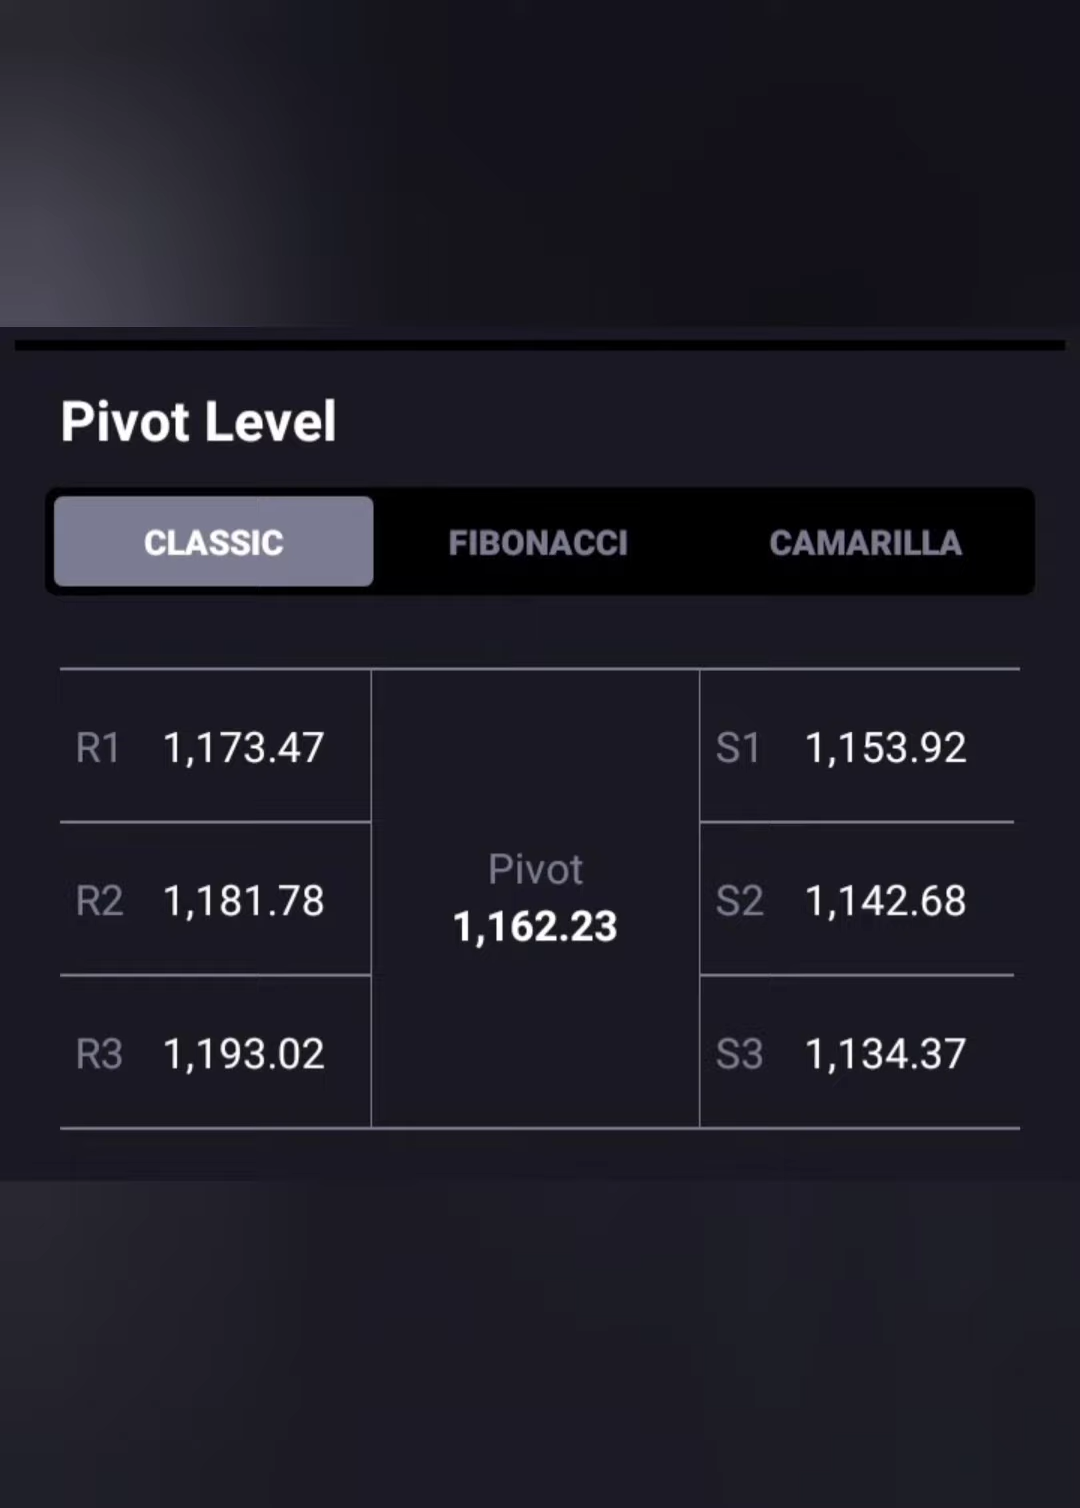 Pivot Level
CLASSIC FIBONACCI CAMARILLA
R1 1,173.47
R2 1,181.78
R3 1,193.02
Pivot
1,162.23
S1 1,153.92
S2 1,142.68
S3 1,134.37